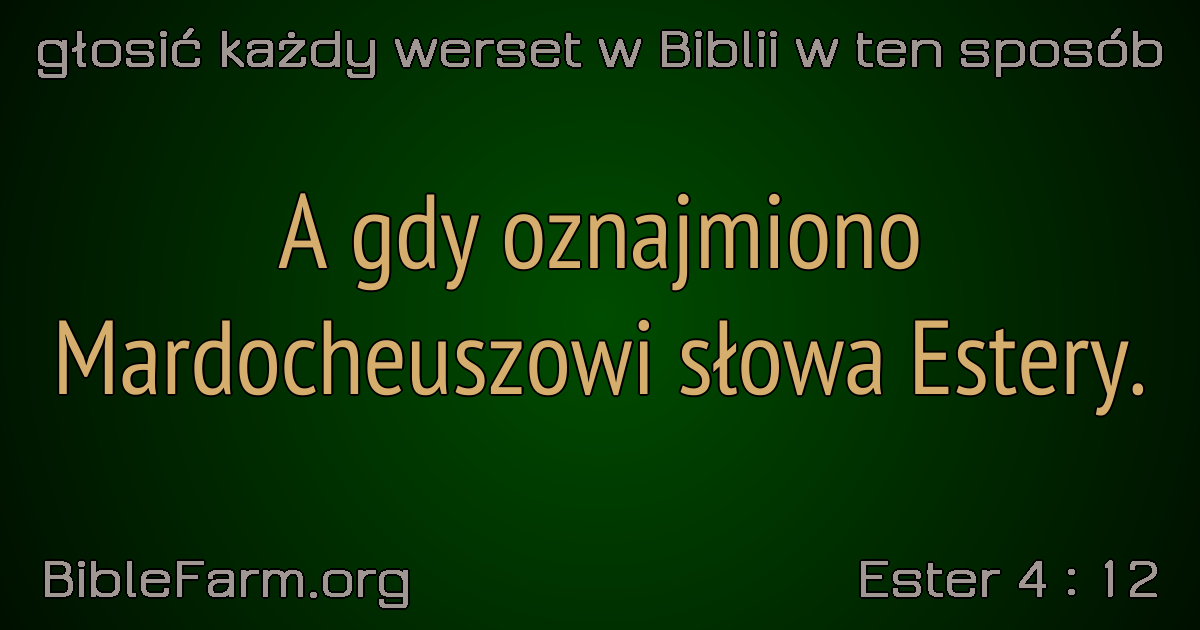 głosić każdy werset w Biblii w ten sposób
A gdy oznajmiono
Mardocheuszowi słowa Estery.
BibleFarm.org
Ester 4 : 12